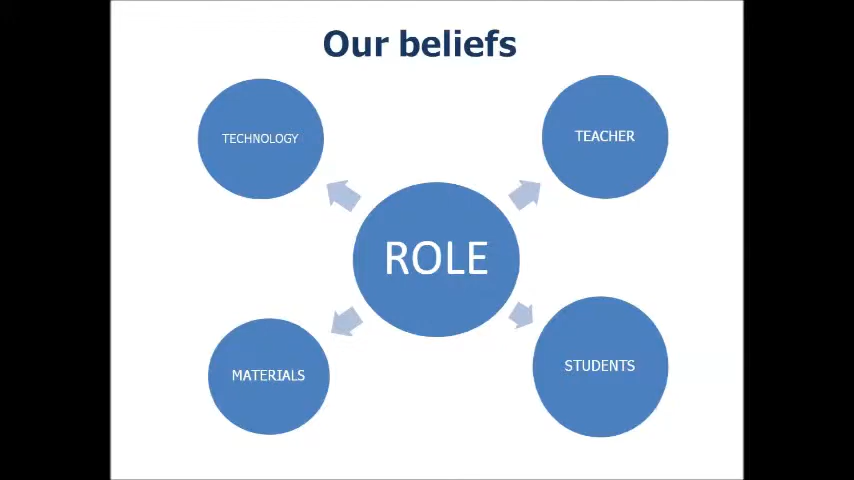 Our beliefs
TECHNOLOGY
TEACHER
ROLE
MATERIALS
STUDENTS